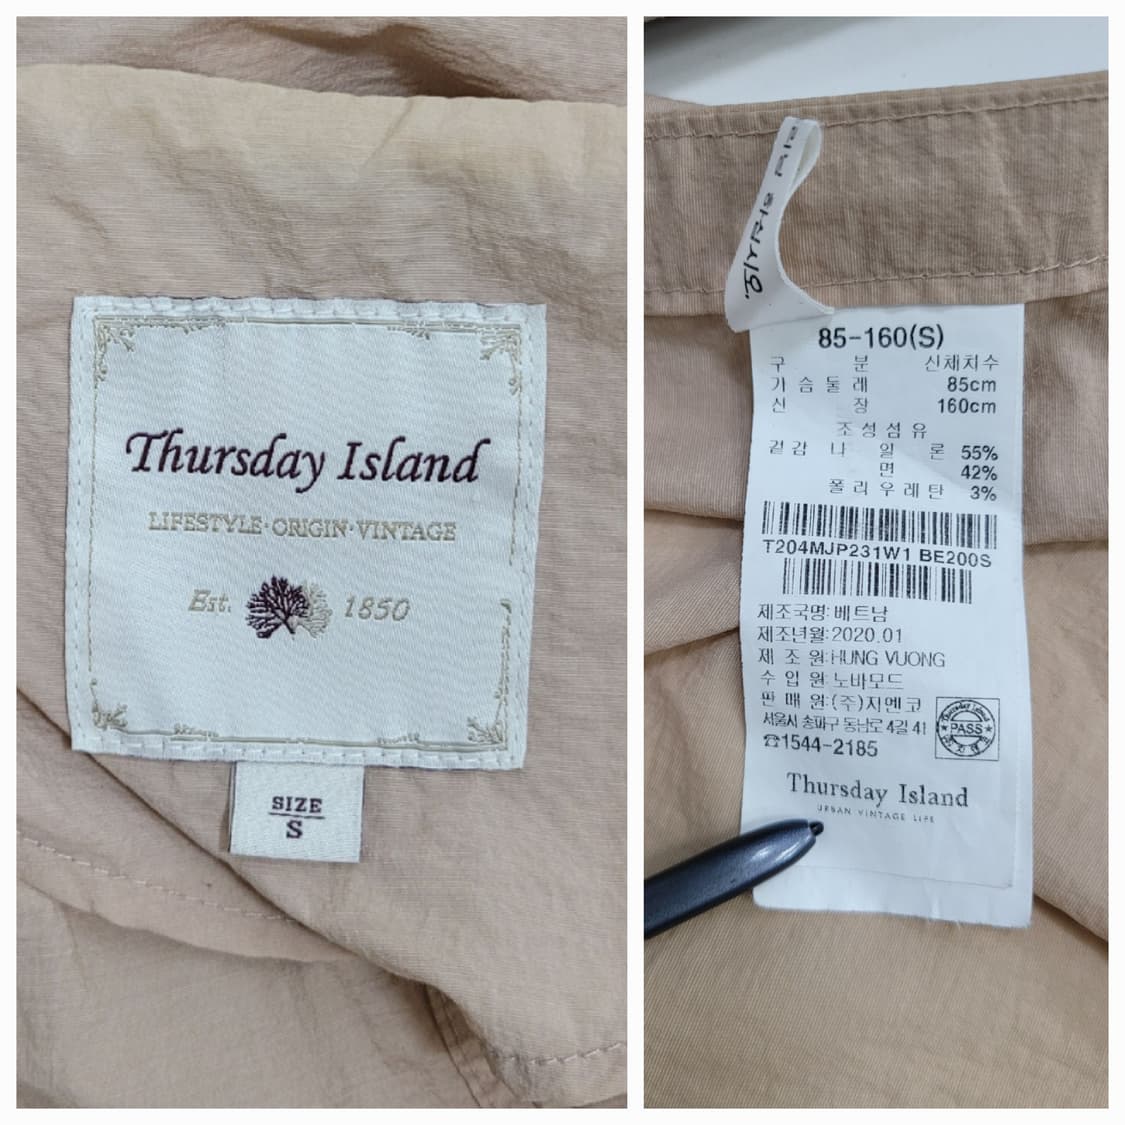 Thursday Island
LIFESTYLE·ORIGIN·VINTAGE
Est. 1850
SIZE
S
85-160(S)
구 분 신체치수
가슴둘레 85cm
신 장 160cm
조성섬유
겉감 나 일 론 55%
면 42%
폴리우레탄 3%
T204MJP231W1 BE200S
제조국명:베트남
제조년월:2020.01
제 조 원:HUNG VUONG
수 입 원:노바모드
판 매 원:(주)지엔코
서울시 송파구 동남로 4길 41
☎1544-2185
Thursday Island
PASS
Thursday Island
URBAN VINTAGE LIFE